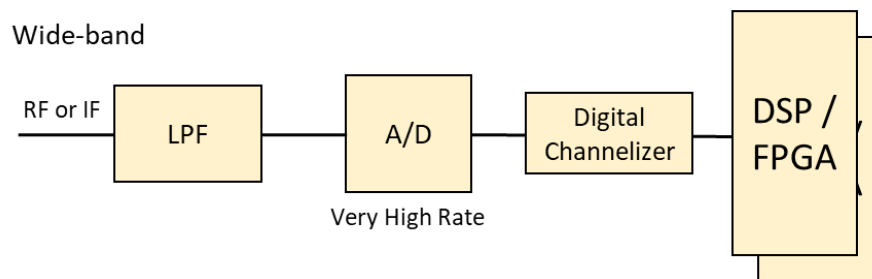 Wide-band
RF or IF
LPF
A/D
Very High Rate
Digital
Channelizer
DSP /
FPGA